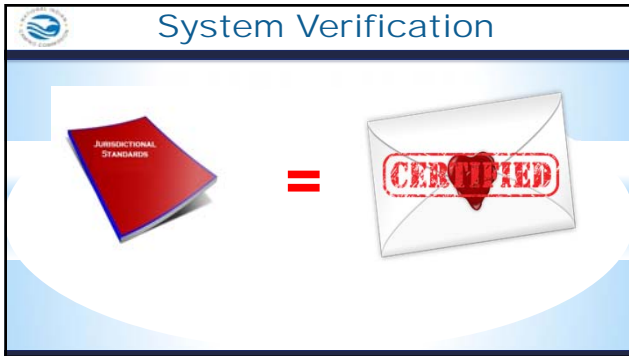 System Verification
JURISDICTIONAL
STANDARDS
=
CERTIFIED